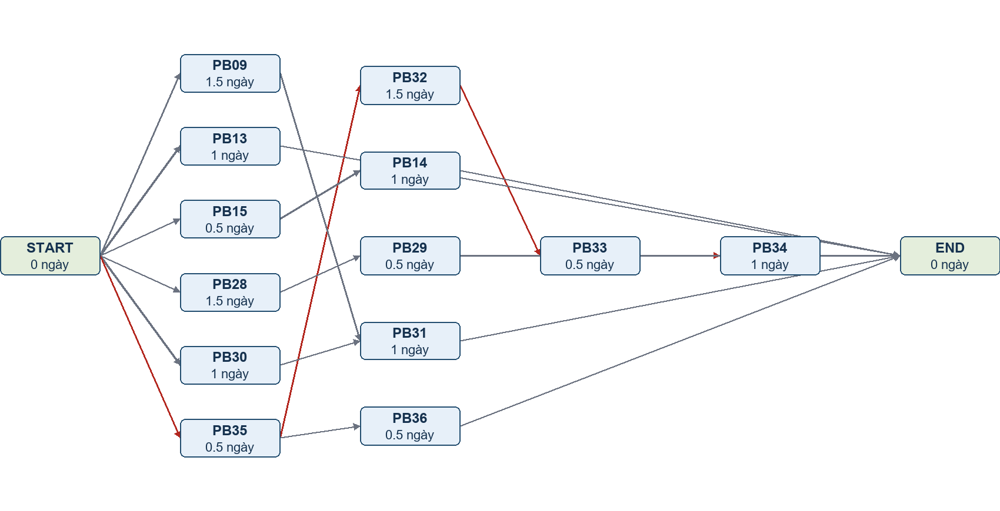 START
0 ngày
PB09
1.5 ngày
PB13
1 ngày
PB15
0.5 ngày
PB28
1.5 ngày
PB30
1 ngày
PB35
0.5 ngày
PB32
1.5 ngày
PB14
1 ngày
PB29
0.5 ngày
PB31
1 ngày
PB36
0.5 ngày
PB33
0.5 ngày
PB34
1 ngày
END
0 ngày